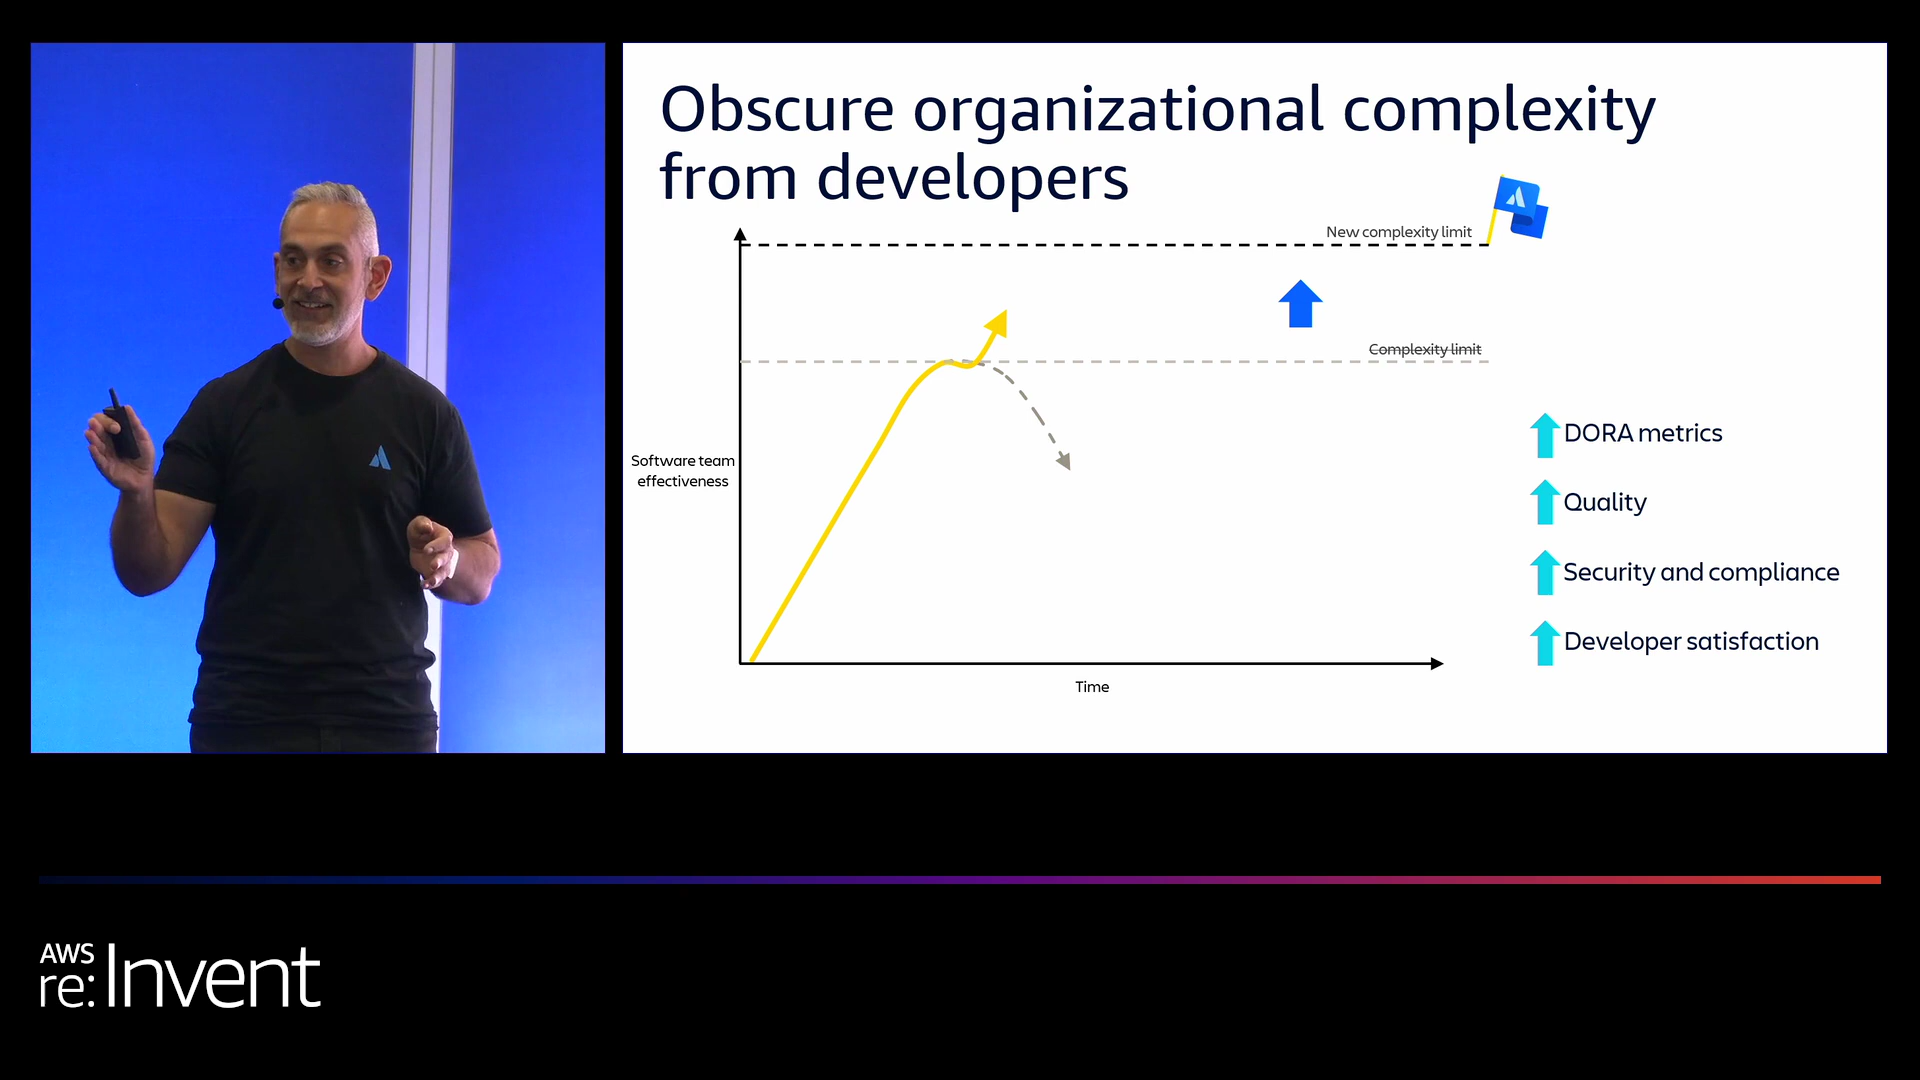 Obscure organizational complexity
from developers
New complexity limit
Complexity limit
Software team
effectiveness
Time
DORA metrics
Quality
Security and compliance
Developer satisfaction
AWS
re:Invent